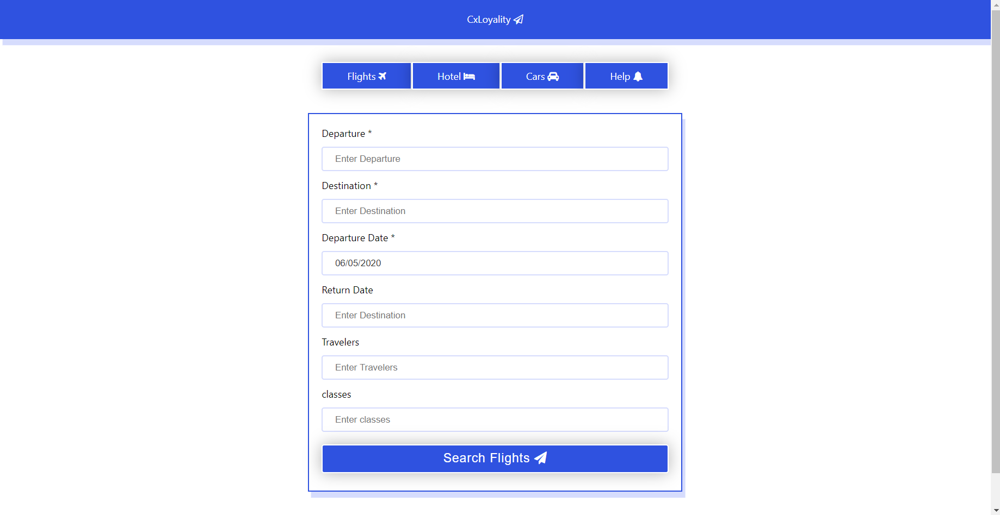 CxLoyality
Flights
Hotel
Cars
Help
Departure *
Enter Departure
Destination *
Enter Destination
Departure Date *
06/05/2020
Return Date
Enter Destination
Travelers
Enter Travelers
classes
Enter classes
Search Flights